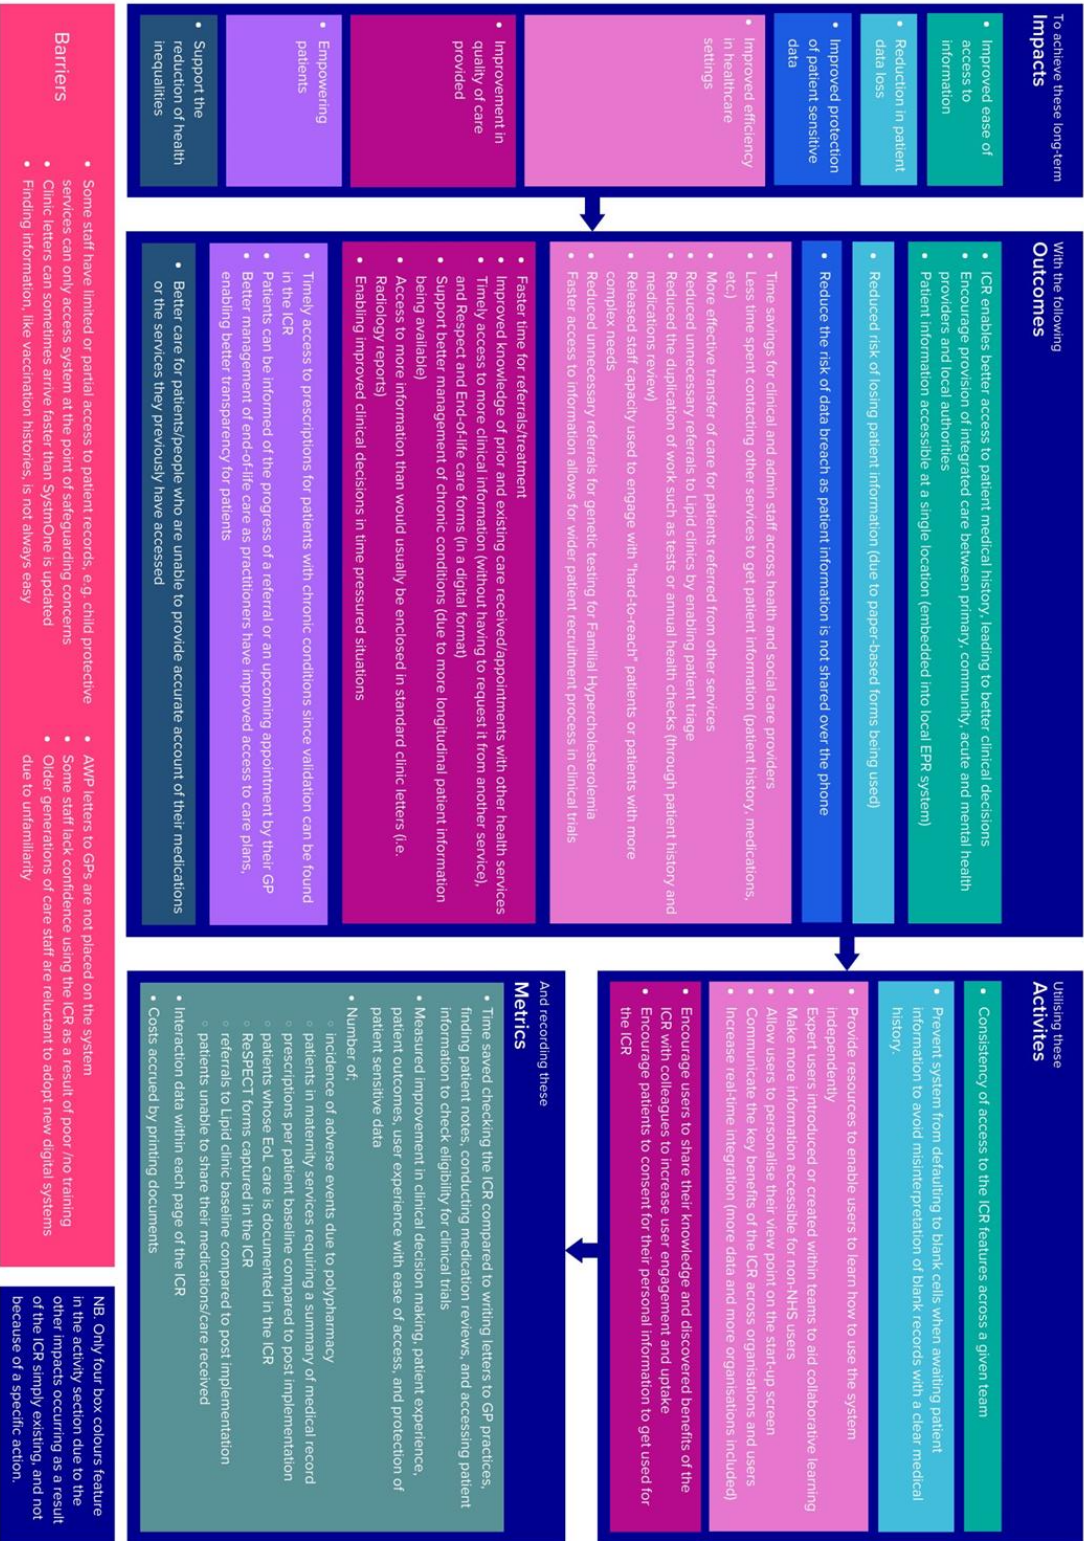 To achieve these long-term
Impacts
• Improved ease of
access to
information
• Reduction in patient
data loss
• Improved protection
of patient sensitive
data
• Improved efficiency
in healthcare
settings
• Improvement in
quality of care
provided
• Empowering
patients
• Support the
reduction of health
inequalities
With the following
Outcomes
• ICR enables better access to patient medical history, leading to better clinical decisions
• Encourage provision of integrated care between primary, community, acute and mental health
providers and local authorities
• Patient information accessible at a single location (embedded into local EPR system)
• Reduced risk of losing patient information (due to paper-based forms being used)
• Reduce the risk of data breach as patient information is not shared over the phone
• Time savings for clinical and admin staff across health and social care providers
• Less time spent contacting other services to get patient information (patient history, medications,
etc.)
• More effective transfer of care for patients referred from other services
• Reduced unnecessary referrals to Lipid clinics by enabling patient triage
• Reduced the duplication of work such as tests or annual health checks (through patient history and
medications review)
• Released staff capacity used to engage with "hard-to-reach" patients or patients with more
complex needs
• Reduced unnecessary referrals for genetic testing for Familial Hypercholesterolemia
• Faster access to information allows for wider patient recruitment process in clinical trials
• Faster time for referrals/treatment
• Improved knowledge of prior and existing care received/appointments with other health services
• Timely access to more clinical information (without having to request it from another service),
and Respect and End-of-life care forms (in a digital format)
• Support better management of chronic conditions (due to more longitudinal patient information
being available)
• Access to more information than would usually be enclosed in standard clinic letters (i.e.
Radiology reports)
• Enabling improved clinical decisions in time pressured situations
• Timely access to prescriptions for patients with chronic conditions since validation can be found
in the ICR
• Patients can be informed of the progress of a referral or an upcoming appointment by their GP
• Better management of end-of-life care as practitioners have improved access to care plans,
enabling better transparency for patients
• Better care for patients/people who are unable to provide accurate account of their medications
or the services they previously have accessed
Utilising these
Activites
• Consistency of access to the ICR features across a given team
• Prevent system from defaulting to blank cells when awaiting patient
information to avoid misinterpretation of blank records with a clear medical
history.
• Provide resources to enable users to learn how to use the system
independently
• Expert users introduced or created within teams to aid collaborative learning
• Make more information accessible for non-NHS users
• Allow users to personalise their view point on the start-up screen
• Communicate the key benefits of the ICR across organisations and users
• Increase real-time integration (more data and more organisations included)
• Encourage users to share their knowledge and discovered benefits of the
ICR with colleagues to increase user engagement and uptake
• Encourage patients to consent for their personal information to get used for
the ICR
And recording these
Metrics
• Time saved checking the ICR compared to writing letters to GP practices,
finding patient notes, conducting medication reviews, and accessing patient
information to check eligibility for clinical trials
• Measured improvement in clinical decision making, patient experience,
patient outcomes, user experience with ease of access, and protection of
patient sensitive data
• Number of;
○ incidence of adverse events due to polypharmacy
○ patients in maternity services requiring a summary of medical record
○ prescriptions per patient baseline compared to post implementation
○ patients whose EoL care is documented in the ICR
○ ReSPECT forms captured in the ICR
○ referrals to Lipid clinic baseline compared to post implementation
○ patients unable to share their medications/care received
• Interaction data within each page of the ICR
• Costs accrued by printing documents
Barriers
• Some staff have limited or partial access to patient records, e.g. child protective
services can only access system at the point of safeguarding concerns
• Clinic letters can sometimes arrive faster than SystmOne is updated
• Finding information, like vaccination histories, is not always easy
• AWP letters to GPs are not placed on the system
• Some staff lack confidence using the ICR as a result of poor /no training
• Older generations of care staff are reluctant to adopt new digital systems
due to unfamiliarity
NB. Only four box colours feature
in the activity section due to the
other impacts occurring as a result
of the ICR simply existing, and not
because of a specific action.